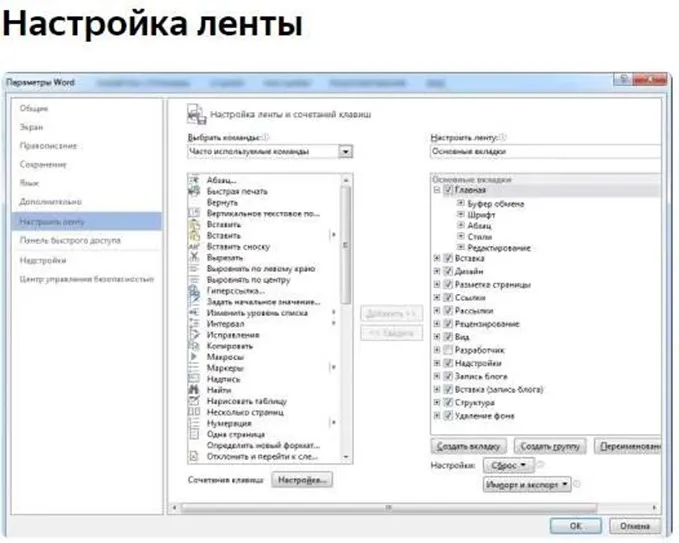 Настройка ленты
Параметры Word
Общие
Экран
Правописание
Сохранение
Язык
Дополнительно
Настроить ленту
Панель быстрого доступа
Надстройки
Центр управления безопасностью
Настройка ленты и сочетаний клавиш
Выбрать команды:
Часто используемые команды
Абзац...
Быстрая печать
Вернуть
Вертикальное текстовое по...
Вставить
Вставить
Вставить сноску
Вырезать
Выровнять по левому краю
Выровнять по центру
Гиперссылка...
Задать начальное значение...
Изменить уровень списка
Интервал
Исправления
Копировать
Макросы
Маркеры
Надпись
Найти
Нарисовать таблицу
Несколько страниц
Нумерация
Одна страница
Определить новый формат...
Отклонить и перейти к сле...
Сочетания клавиш:
Настройка...
Добавить >>
<< Удалить
Настроить ленту:
Основные вкладки
Основные вкладки
Главная
Буфер обмена
Шрифт
Абзац
Стили
Редактирование
Вставка
Дизайн
Разметка страницы
Ссылки
Рассылки
Рецензирование
Вид
Разработчик
Надстройки
Запись блога
Вставка (запись блога)
Структура
Удаление фона
Создать вкладку
Создать группу
Переименован
Настройки:
Сброс
Импорт и экспорт
ОК
Отмена